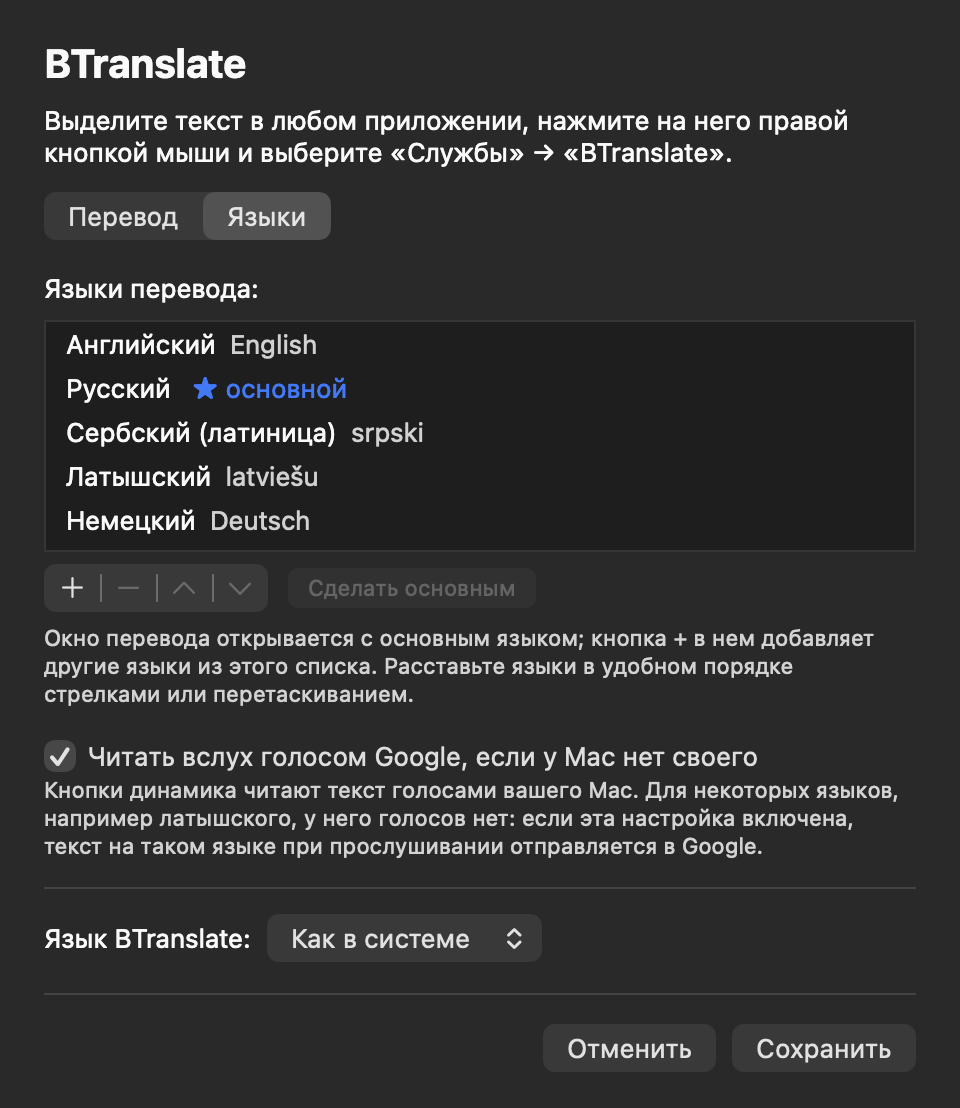 BTranslate
Выделите текст в любом приложении, нажмите на него правой
кнопкой мыши и выберите «Службы» → «BTranslate».
Перевод Языки
Языки перевода:
Английский English
Русский ★ основной
Сербский (латиница) srpski
Латышский latviešu
Немецкий Deutsch
Сделать основным
Окно перевода открывается с основным языком; кнопка + в нем добавляет
другие языки из этого списка. Расставьте языки в удобном порядке
стрелками или перетаскиванием.
Читать вслух голосом Google, если у Mac нет своего
Кнопки динамика читают текст голосами вашего Mac. Для некоторых языков,
например латышского, у него голосов нет: если эта настройка включена,
текст на таком языке при прослушивании отправляется в Google.
Язык BTranslate: Как в системе
Отменить Сохранить